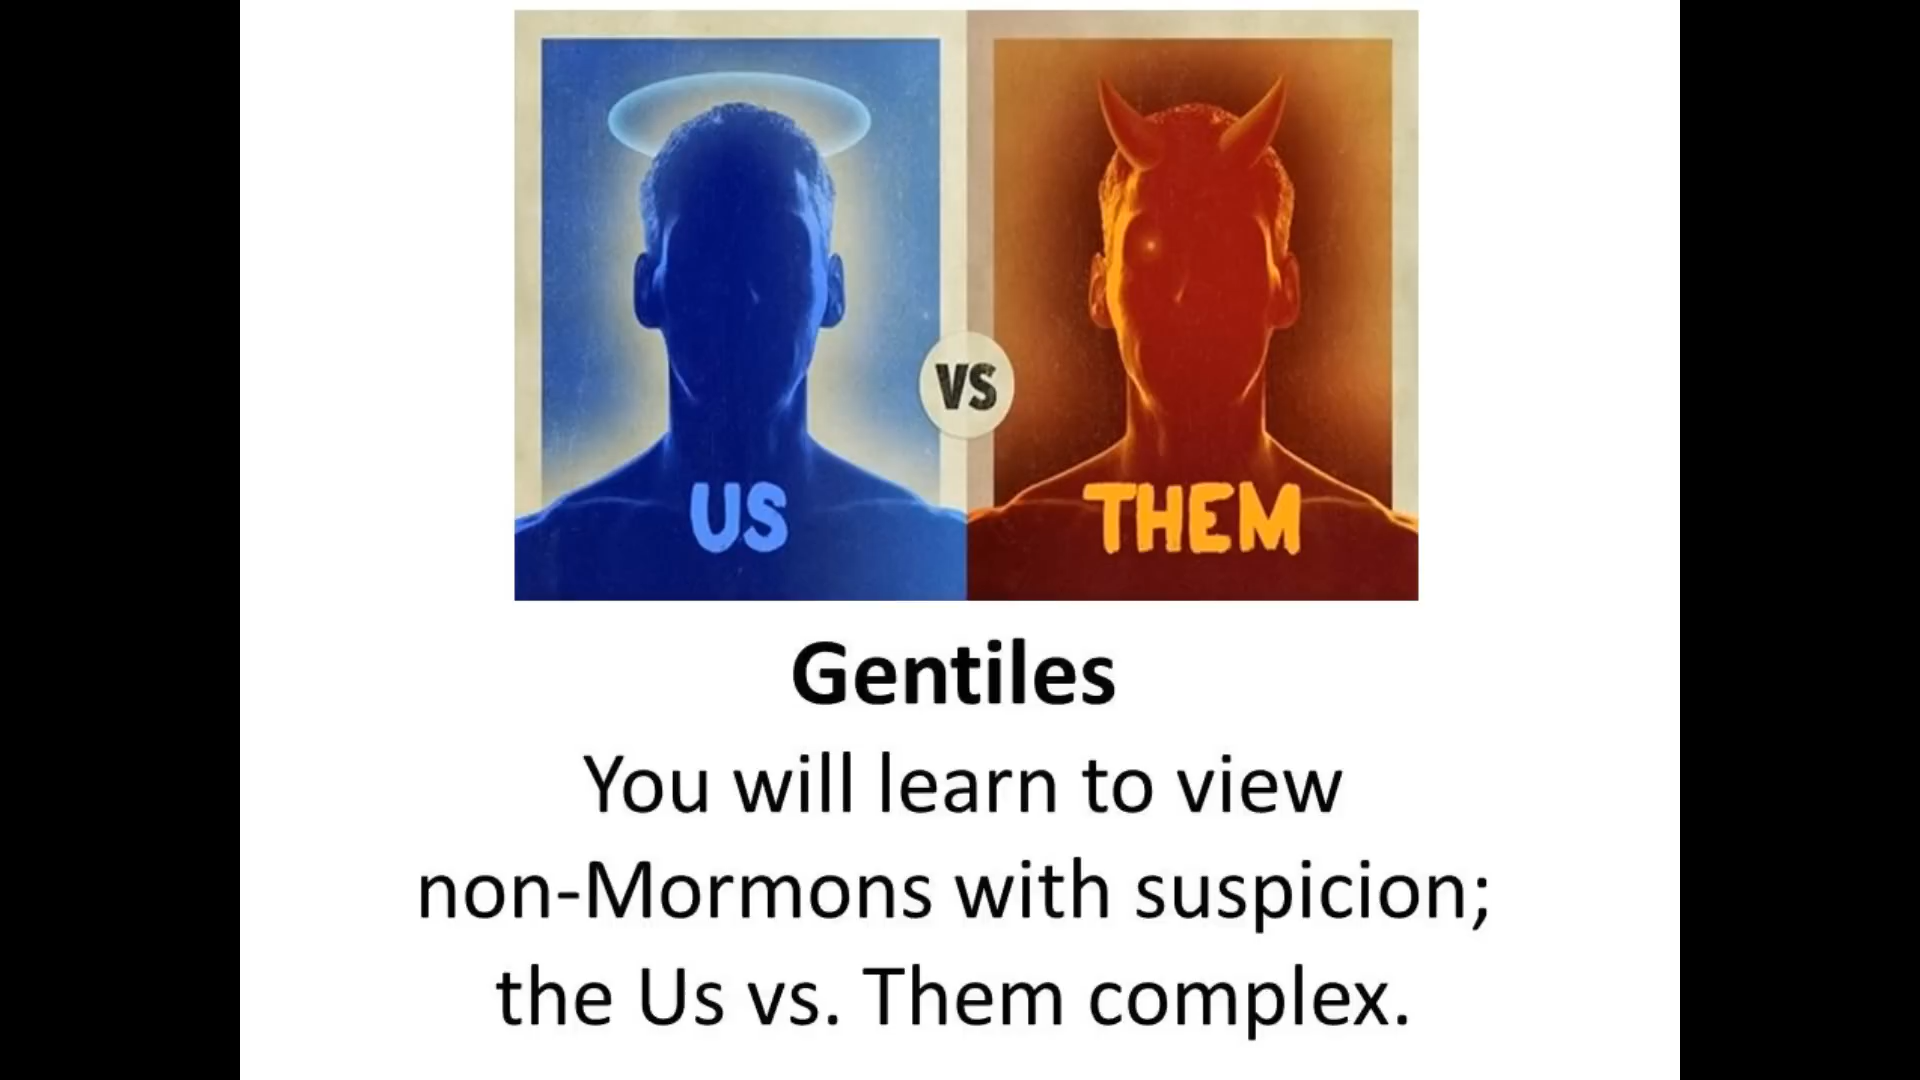 US
VS
THEM
Gentiles
You will learn to view
non-Mormons with suspicion;
the Us vs. Them complex.